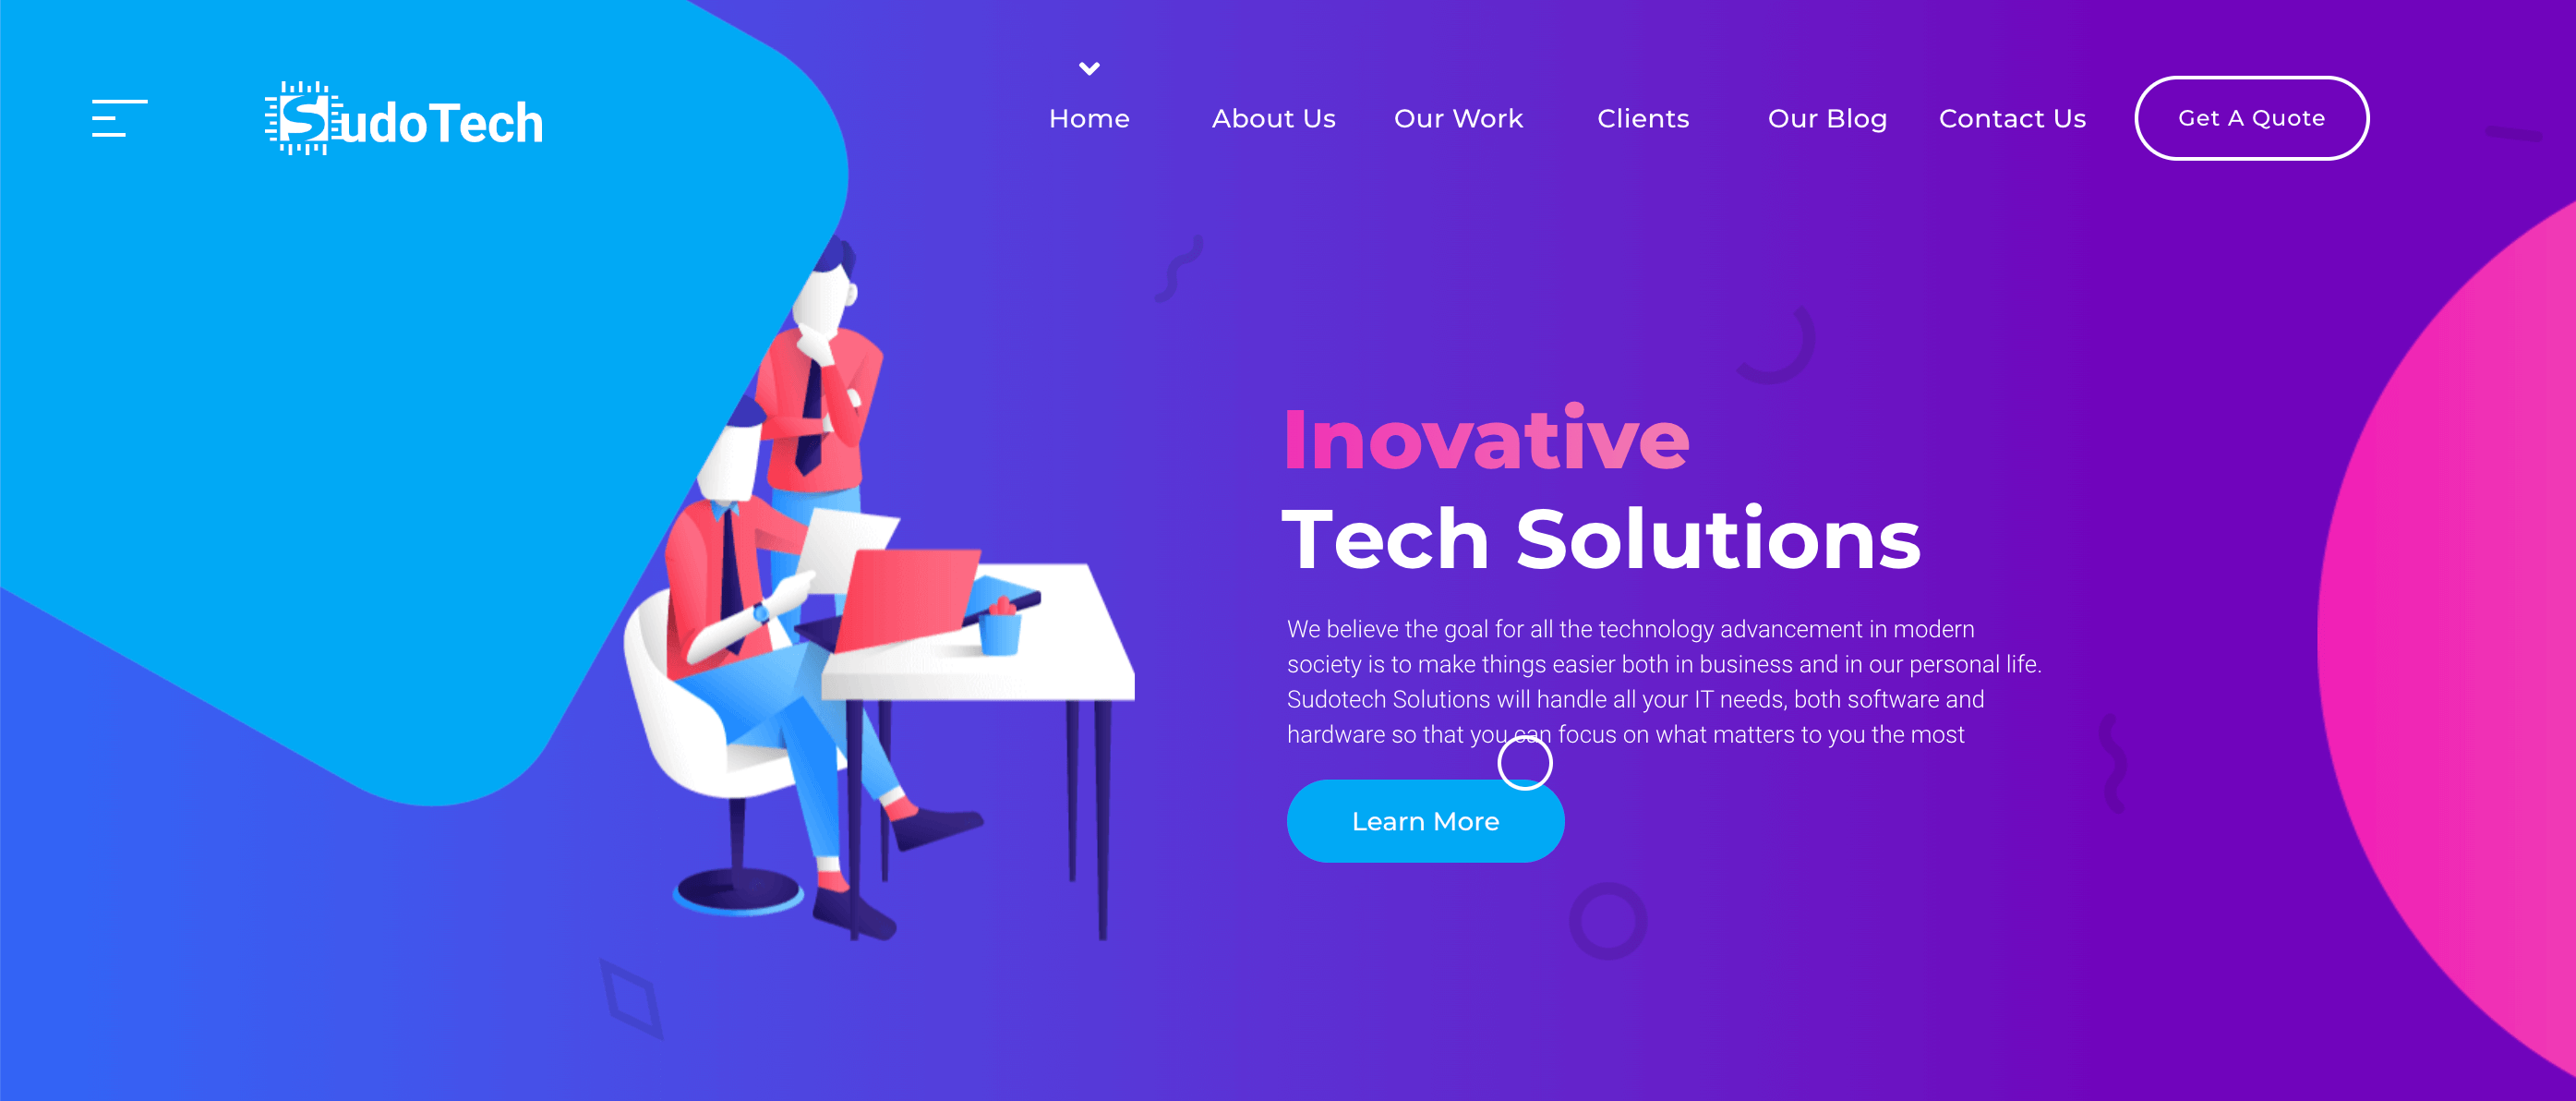 SudoTech
Home About Us Our Work Clients Our Blog Contact Us Get A Quote
Inovative
Tech Solutions
We believe the goal for all the technology advancement in modern
society is to make things easier both in business and in our personal life.
Sudotech Solutions will handle all your IT needs, both software and
hardware so that you can focus on what matters to you the most
Learn More